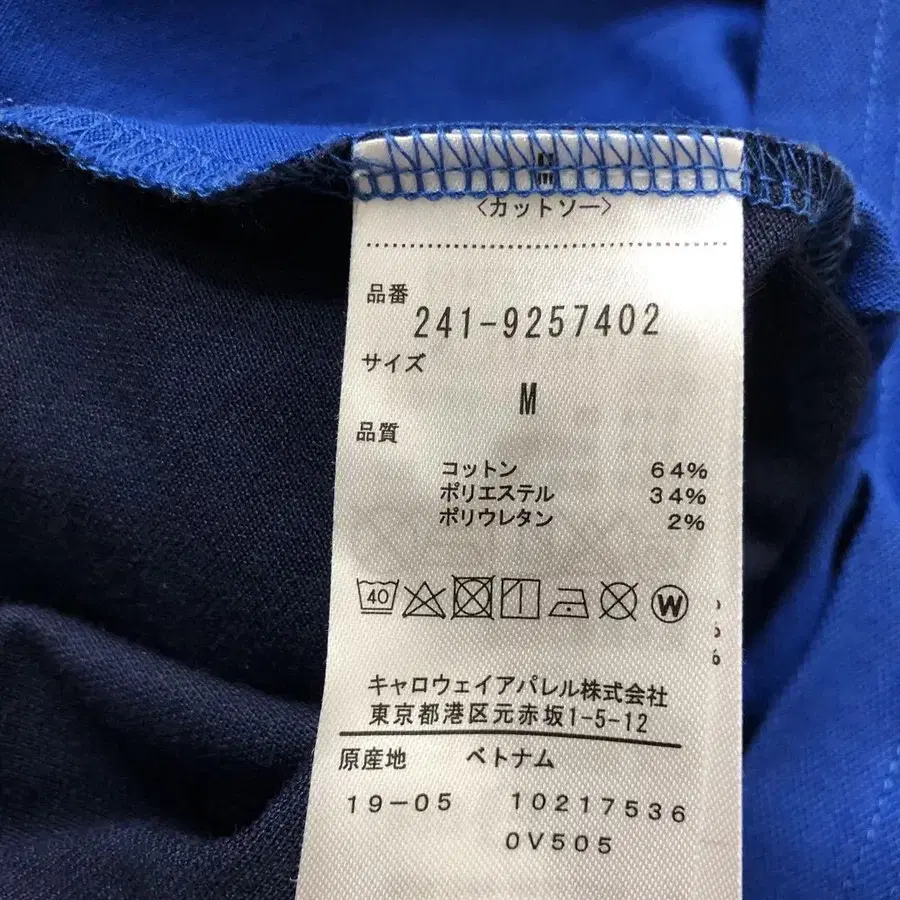 <カットソー>
品番
241-9257402
サイズ
M
品質
コットン 64%
ポリエステル 34%
ポリウレタン 2%
40 W
キャロウェイアパレル株式会社
東京都港区元赤坂1-5-12
原産地 ベトナム
19-05 10217536
0V505